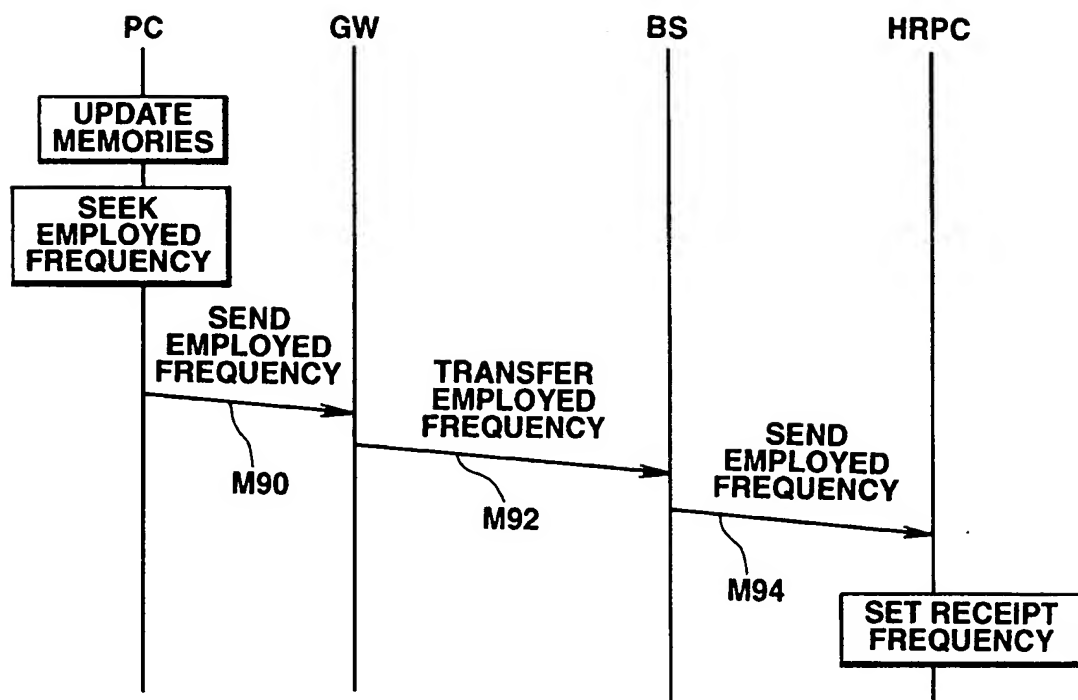 PC GW BS HRPC
UPDATE
MEMORIES
SEEK
EMPLOYED
FREQUENCY
SEND
EMPLOYED
FREQUENCY
M90
TRANSFER
EMPLOYED
FREQUENCY
M92
SEND
EMPLOYED
FREQUENCY
M94
SET RECEIPT
FREQUENCY